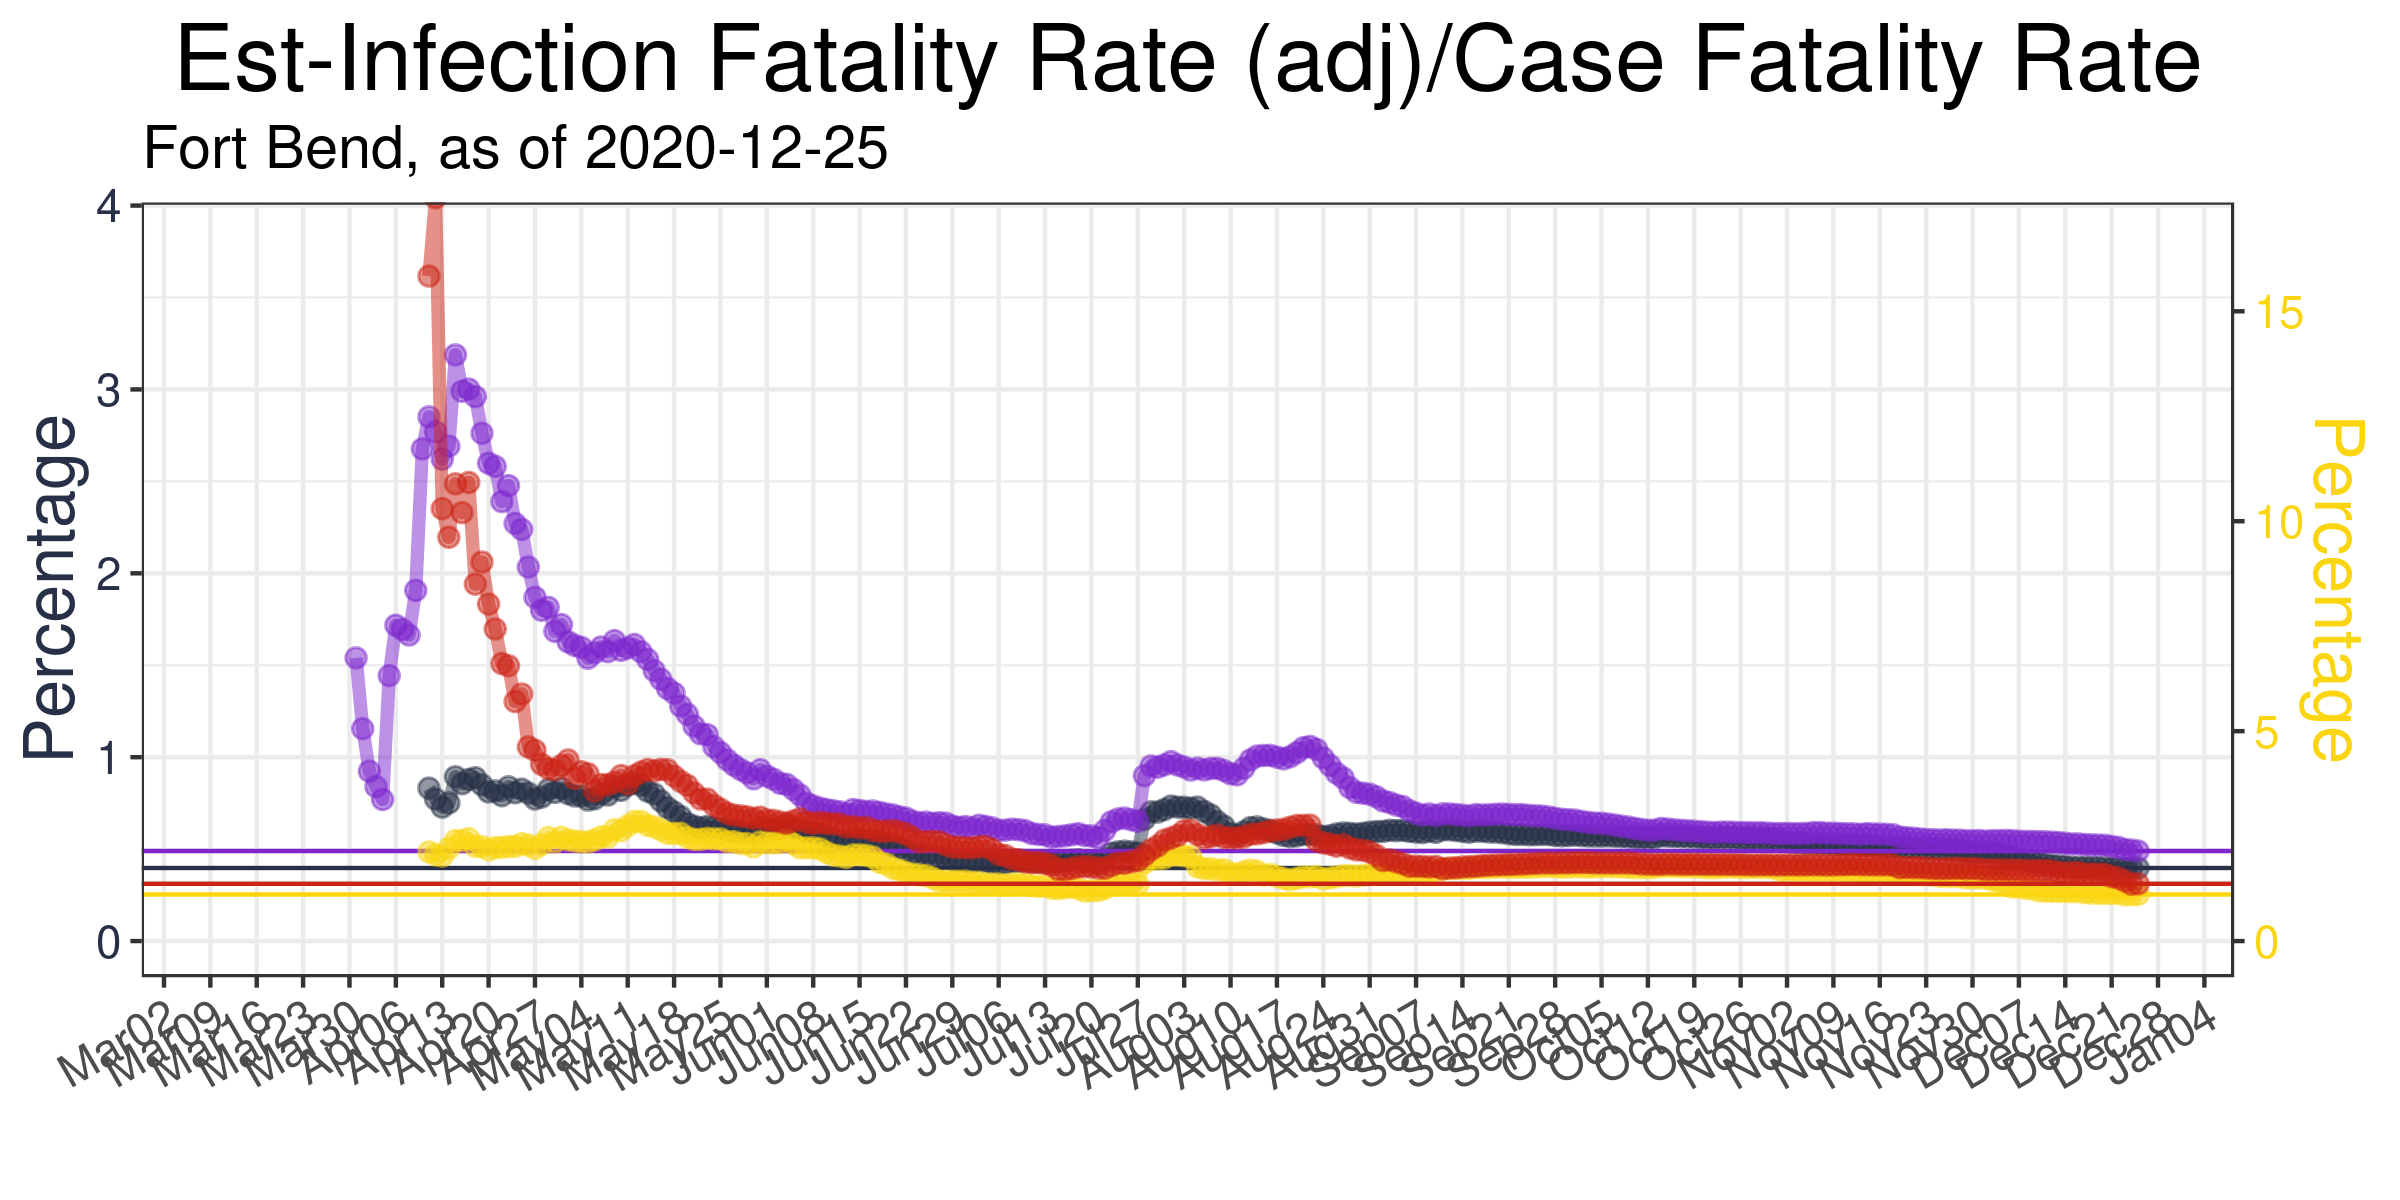 Est-Infection Fatality Rate (adj)/Case Fatality Rate
Fort Bend, as of 2020-12-25
Percentage
4
3
2
1
0
15
10
5
0
Percentage
Mar02
Mar09
Mar16
Mar23
Mar30
Apr06
Apr13
Apr20
Apr27
May04
May11
May18
May25
Jun01
Jun08
Jun15
Jun22
Jun29
Jul06
Jul13
Jul20
Jul27
Aug03
Aug10
Aug17
Aug24
Aug31
Sep07
Sep14
Sep21
Sep28
Oct05
Oct12
Oct19
Oct26
Nov02
Nov09
Nov16
Nov23
Nov30
Dec07
Dec14
Dec21
Dec28
Jan04